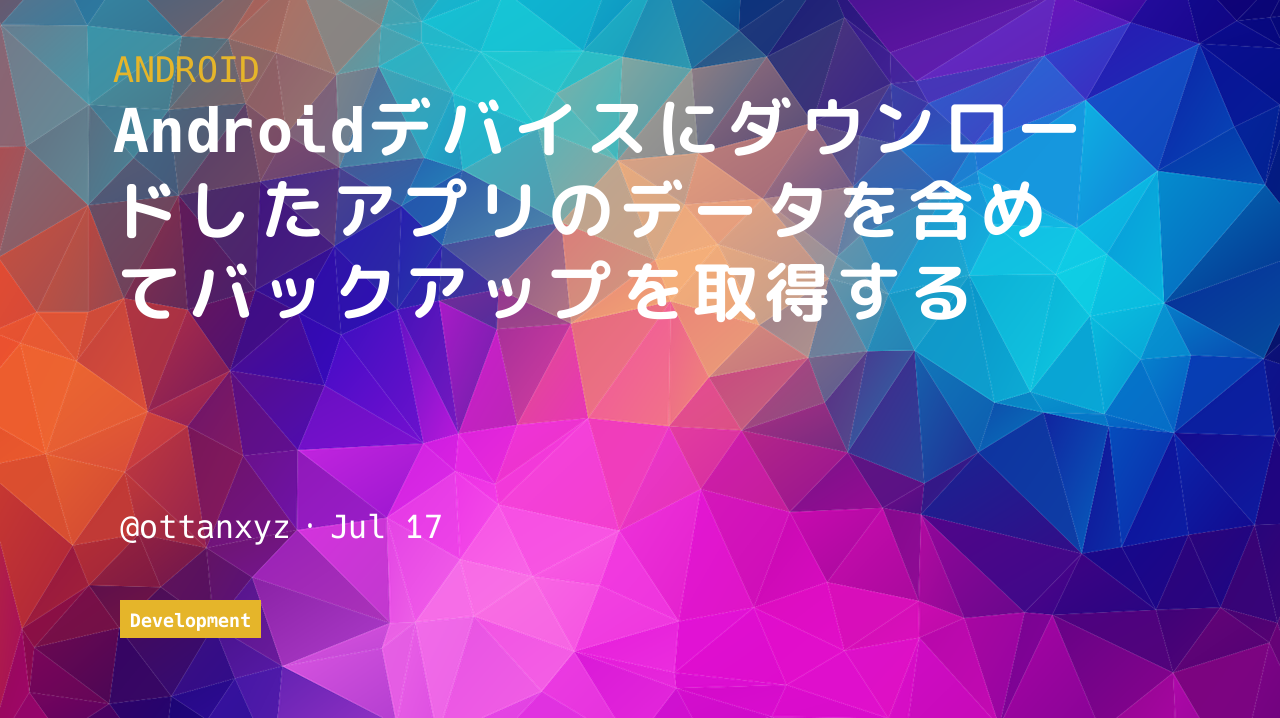 ANDROID
Androidデバイスにダウンロー
ドしたアプリのデータを含め
てバックアップを取得する
@ottanxyz · Jul 17
Development